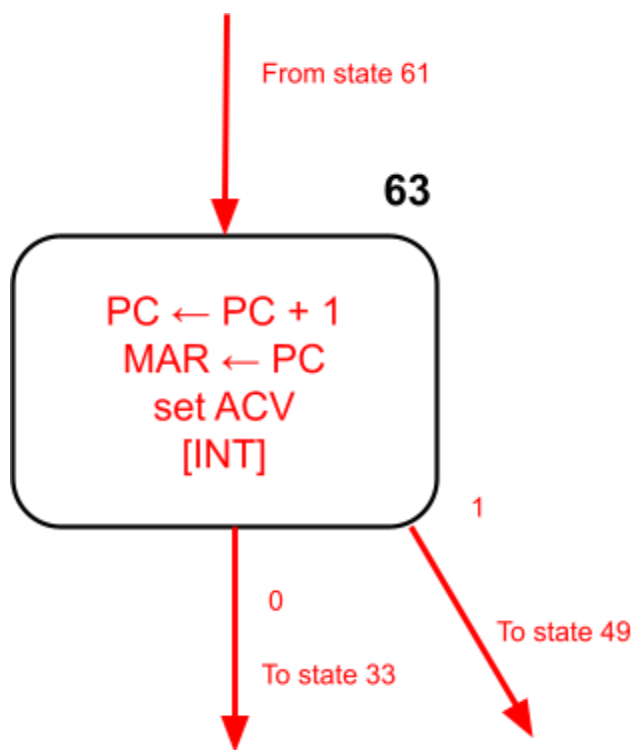 From state 61
63
PC ← PC + 1
MAR ← PC
set ACV
[INT]
1
0
To state 49
To state 33